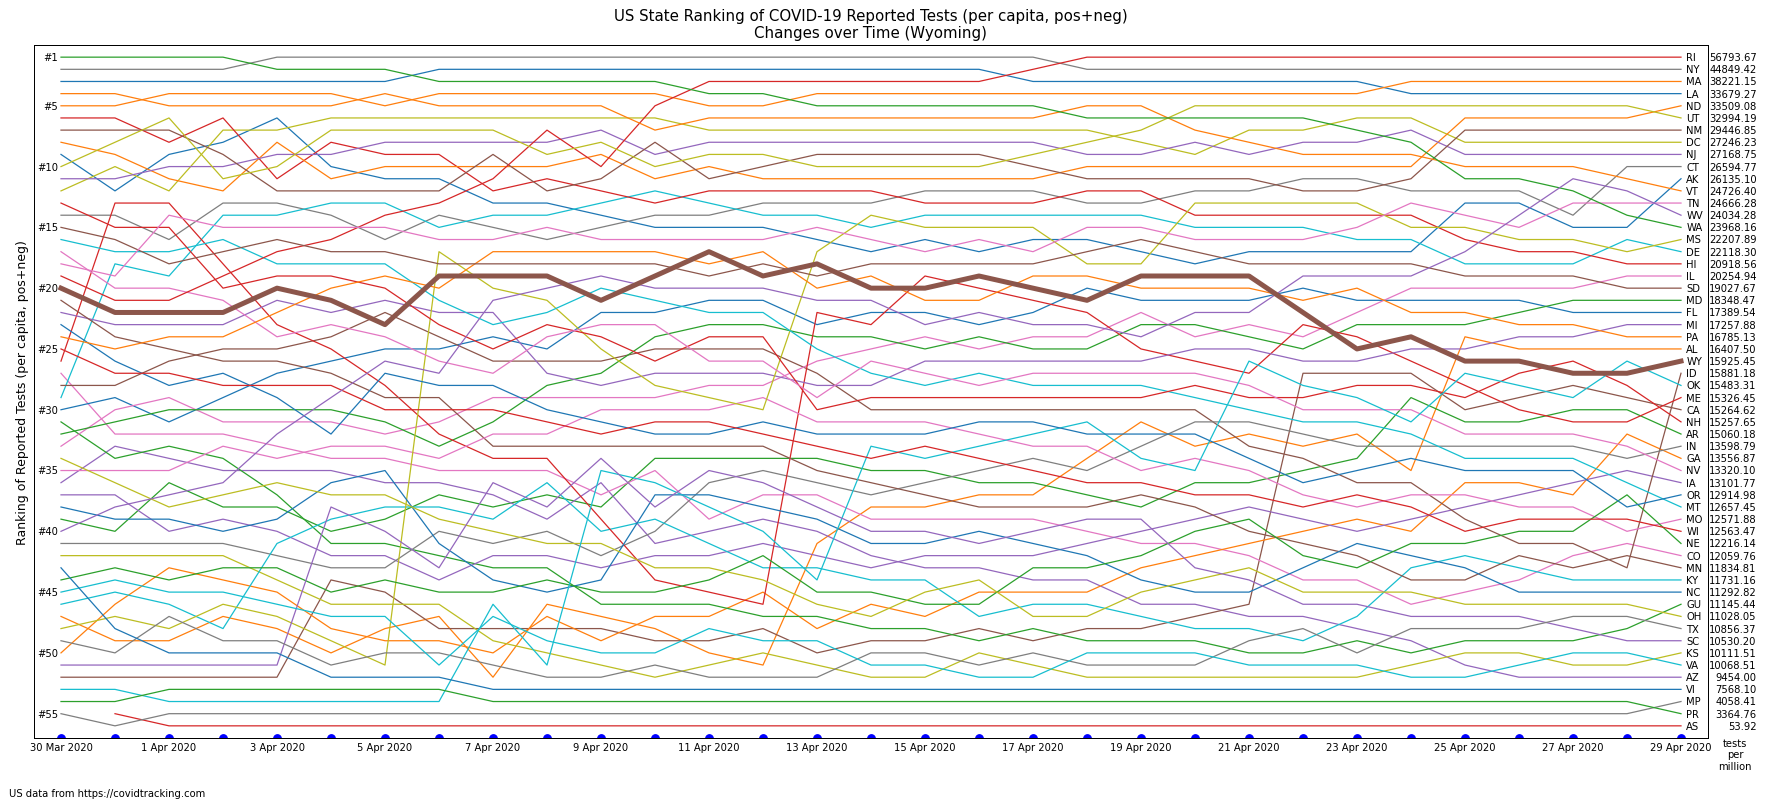 US State Ranking of COVID-19 Reported Tests (per capita, pos+neg)
Changes over Time (Wyoming)
Ranking of Reported Tests (per capita, pos+neg)
#1
#5
#10
#15
#20
#25
#30
#35
#40
#45
#50
#55
RI 56793.67
NY 44849.42
MA 38221.15
LA 33679.27
ND 33509.08
UT 32994.19
NM 29446.85
DC 27246.23
NJ 27168.75
CT 26594.77
AK 26135.10
VT 24726.40
TN 24666.28
WV 24034.28
WA 23968.16
MS 22207.89
DE 22118.30
HI 20918.56
IL 20254.94
SD 19027.67
MD 18348.47
FL 17389.54
MI 17257.88
PA 16785.13
AL 16407.50
WY 15925.45
ID 15881.18
OK 15483.31
ME 15326.45
CA 15264.62
NH 15257.65
AR 15060.18
IN 13598.79
GA 13556.87
NV 13320.10
IA 13101.77
OR 12914.98
MT 12657.45
MO 12571.88
WI 12563.47
NE 12216.14
CO 12059.76
MN 11834.81
KY 11731.16
NC 11292.82
GU 11145.44
OH 11028.05
TX 10856.37
SC 10530.20
KS 10111.51
VA 10068.51
AZ 9454.00
VI 7568.10
MP 4058.41
PR 3364.76
AS 53.92
30 Mar 2020 1 Apr 2020 3 Apr 2020 5 Apr 2020 7 Apr 2020 9 Apr 2020 11 Apr 2020 13 Apr 2020 15 Apr 2020 17 Apr 2020 19 Apr 2020 21 Apr 2020 23 Apr 2020 25 Apr 2020 27 Apr 2020 29 Apr 2020
tests
per
million
US data from https://covidtracking.com